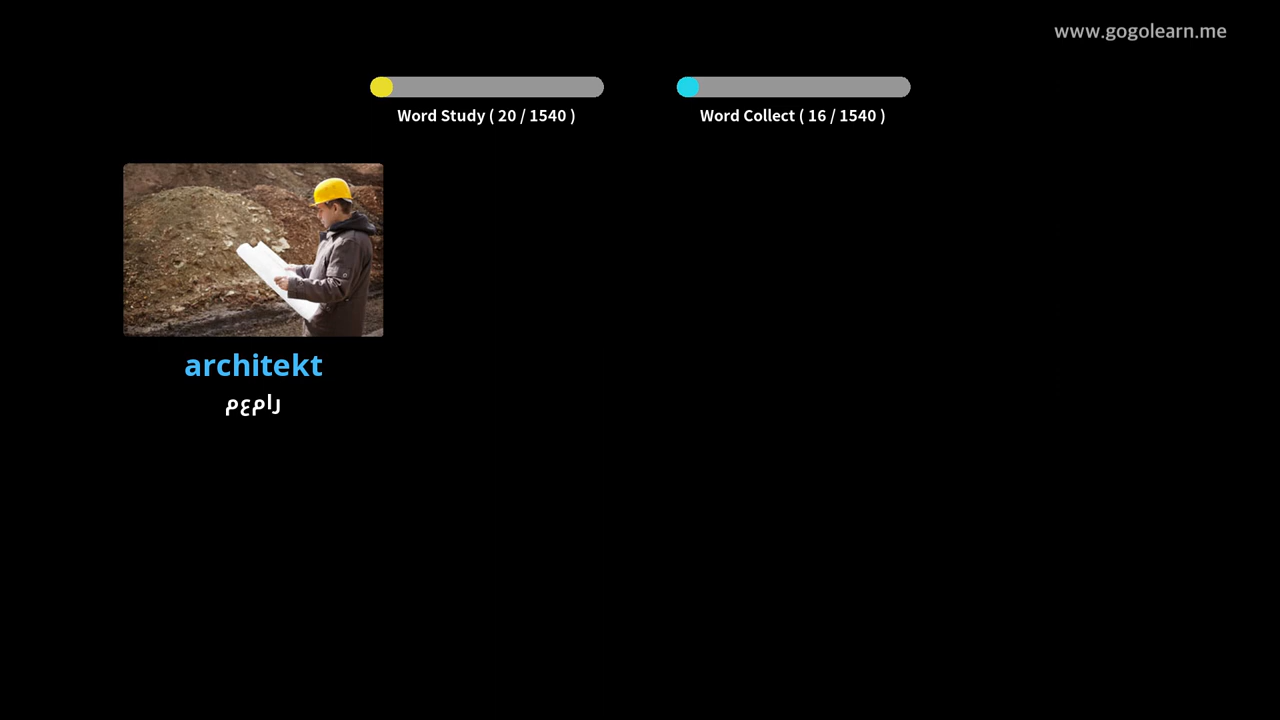 www.gogolearn.me
Word Study ( 20 / 1540 )
Word Collect ( 16 / 1540 )
architekt
معمار